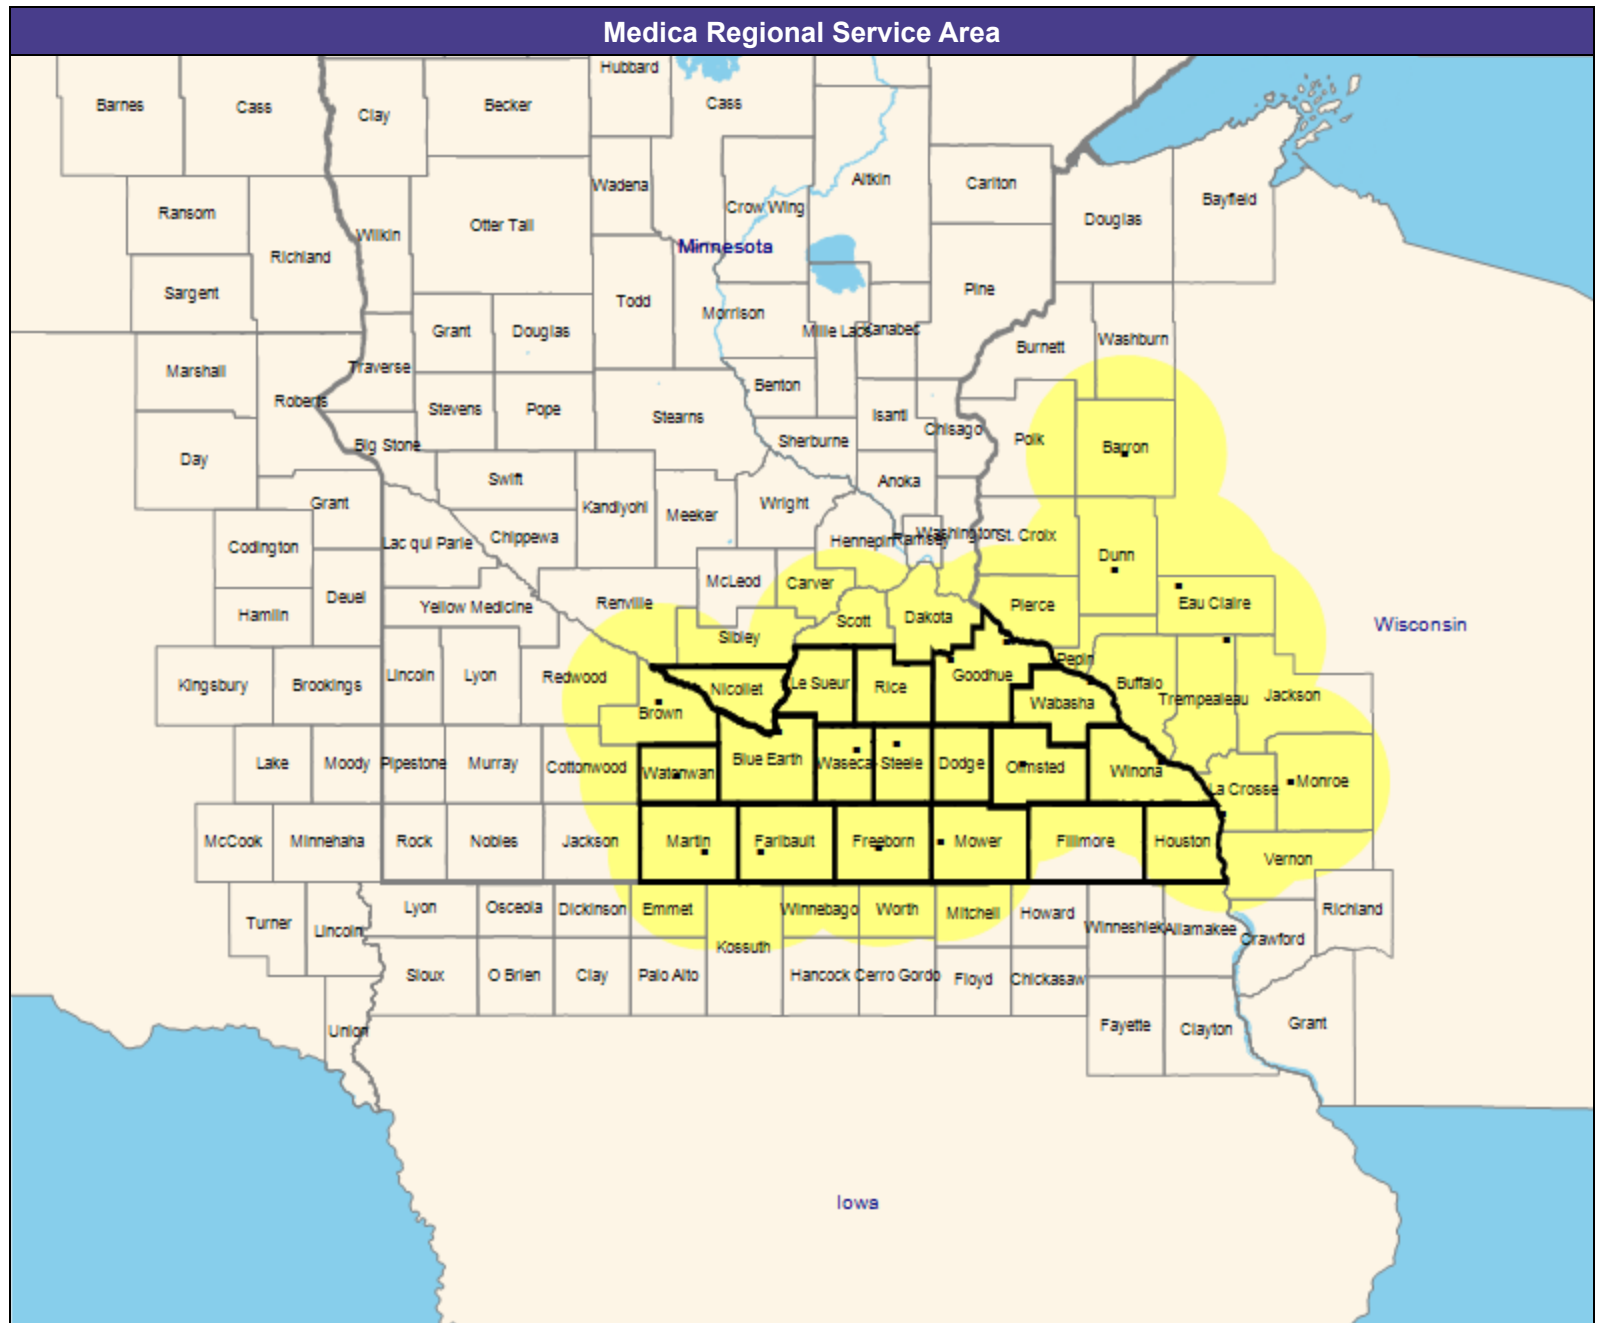 Medica Regional Service Area
Hubbard
Barnes
Cass
Clay
Becker
Cass
Wadena
Crow Wing
Aitkin
Carlton
Ransom
Richland
Wilkin
Otter Tail
Minnesota
Douglas
Bayfield
Sargent
Grant
Douglas
Todd
Morrison
Mille Lacs
Kanabec
Pine
Burnett
Washburn
Marshall
Roberts
Traverse
Stevens
Pope
Stearns
Benton
Isanti
Chisago
Polk
Barron
Day
Big Stone
Sherburne
Grant
Swift
Kandiyohi
Meeker
Wright
Anoka
Codington
Lac qui Parle
Chippewa
Hennepin
Ramsey
Washington
St. Croix
Dunn
Deuel
Hamlin
Yellow Medicine
Renville
McLeod
Carver
Scott
Dakota
Pierce
Eau Claire
Wisconsin
Sibley
Kingsbury
Brookings
Lincoln
Lyon
Redwood
Nicollet
Le Sueur
Rice
Goodhue
Pepin
Wabasha
Buffalo
Trempealeau
Jackson
Brown
Lake
Moody
Pipestone
Murray
Cottonwood
Watonwan
Blue Earth
Waseca
Steele
Dodge
Olmsted
Winona
La Crosse
Monroe
McCook
Minnehaha
Rock
Nobles
Jackson
Martin
Faribault
Freeborn
Mower
Fillmore
Houston
Vernon
Turner
Lincoln
Lyon
Osceola
Dickinson
Emmet
Kossuth
Winnebago
Worth
Mitchell
Howard
Winneshiek
Allamakee
Crawford
Richland
Sioux
O Brien
Clay
Palo Alto
Hancock
Cerro Gordo
Floyd
Chickasaw
Union
Fayette
Clayton
Grant
Iowa